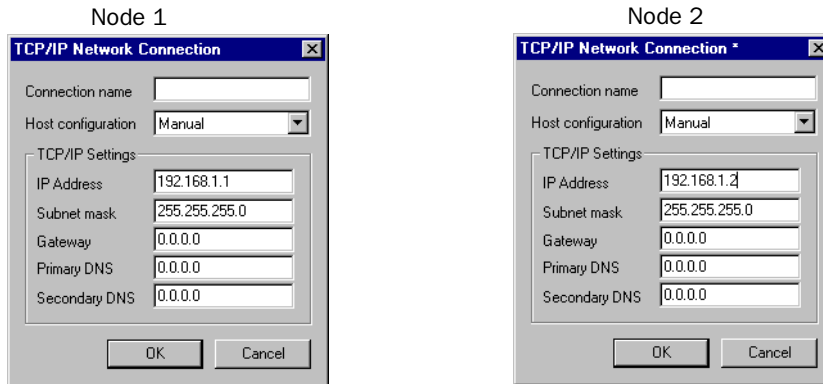 Node 1
TCP/IP Network Connection
Connection name
Host configuration Manual
TCP/IP Settings
IP Address 192.168.1.1
Subnet mask 255.255.255.0
Gateway 0.0.0.0
Primary DNS 0.0.0.0
Secondary DNS 0.0.0.0
OK Cancel
Node 2
TCP/IP Network Connection *
Connection name
Host configuration Manual
TCP/IP Settings
IP Address 192.168.1.2
Subnet mask 255.255.255.0
Gateway 0.0.0.0
Primary DNS 0.0.0.0
Secondary DNS 0.0.0.0
OK Cancel